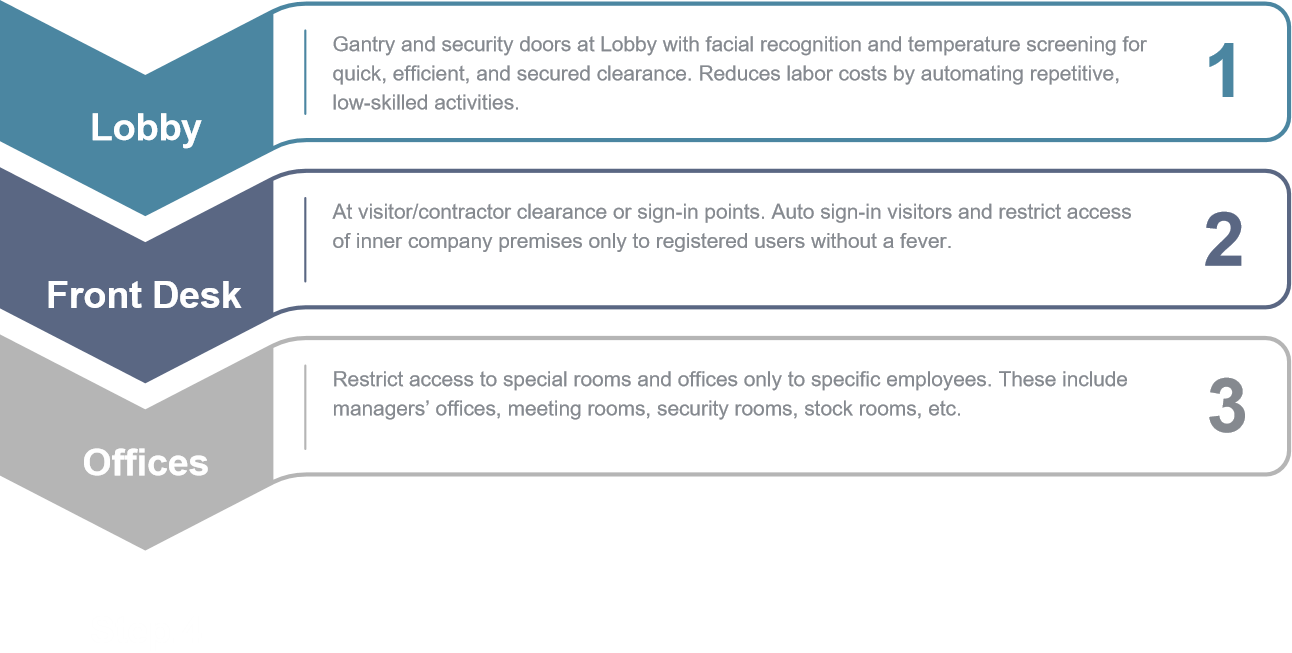 Lobby
Gantry and security doors at Lobby with facial recognition and temperature screening for
quick, efficient, and secured clearance. Reduces labor costs by automating repetitive,
low-skilled activities.
1
Front Desk
At visitor/contractor clearance or sign-in points. Auto sign-in visitors and restrict access
of inner company premises only to registered users without a fever.
2
Offices
Restrict access to special rooms and offices only to specific employees. These include
managers’ offices, meeting rooms, security rooms, stock rooms, etc.
3